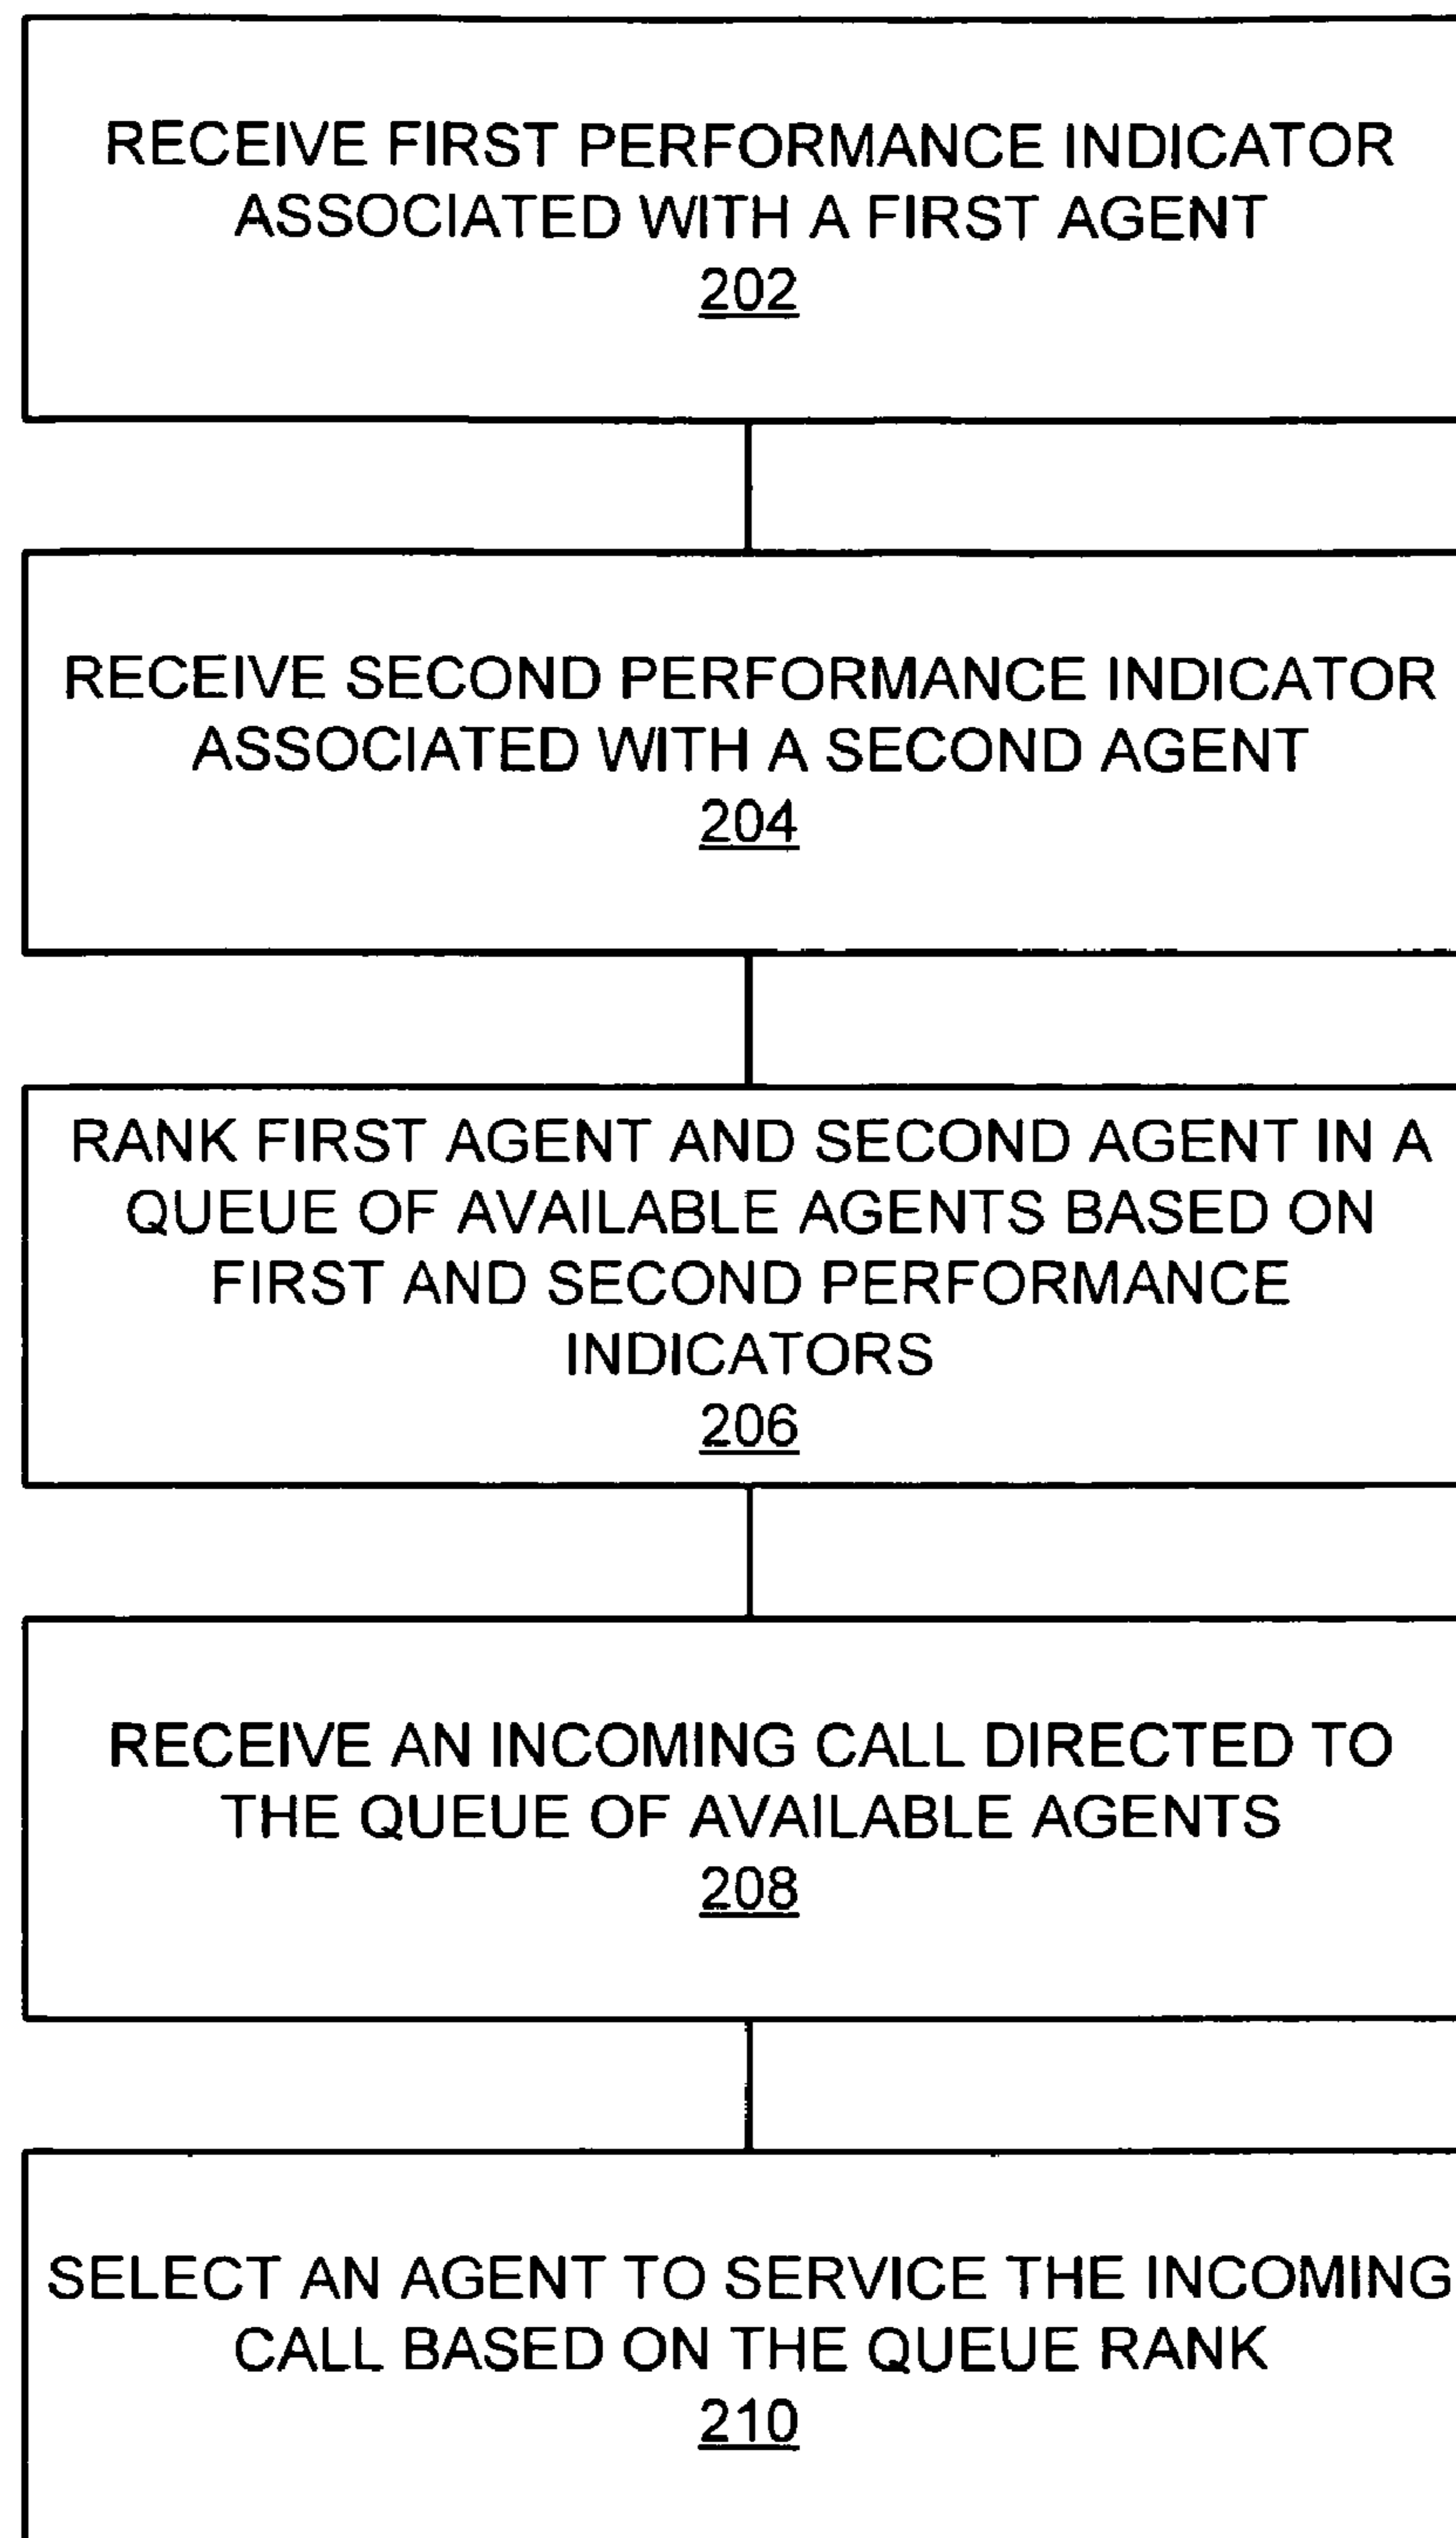 RECEIVE FIRST PERFORMANCE INDICATOR
ASSOCIATED WITH A FIRST AGENT
202
RECEIVE SECOND PERFORMANCE INDICATOR
ASSOCIATED WITH A SECOND AGENT
204
RANK FIRST AGENT AND SECOND AGENT IN A
QUEUE OF AVAILABLE AGENTS BASED ON
FIRST AND SECOND PERFORMANCE
INDICATORS
206
RECEIVE AN INCOMING CALL DIRECTED TO
THE QUEUE OF AVAILABLE AGENTS
208
SELECT AN AGENT TO SERVICE THE INCOMING
CALL BASED ON THE QUEUE RANK
210